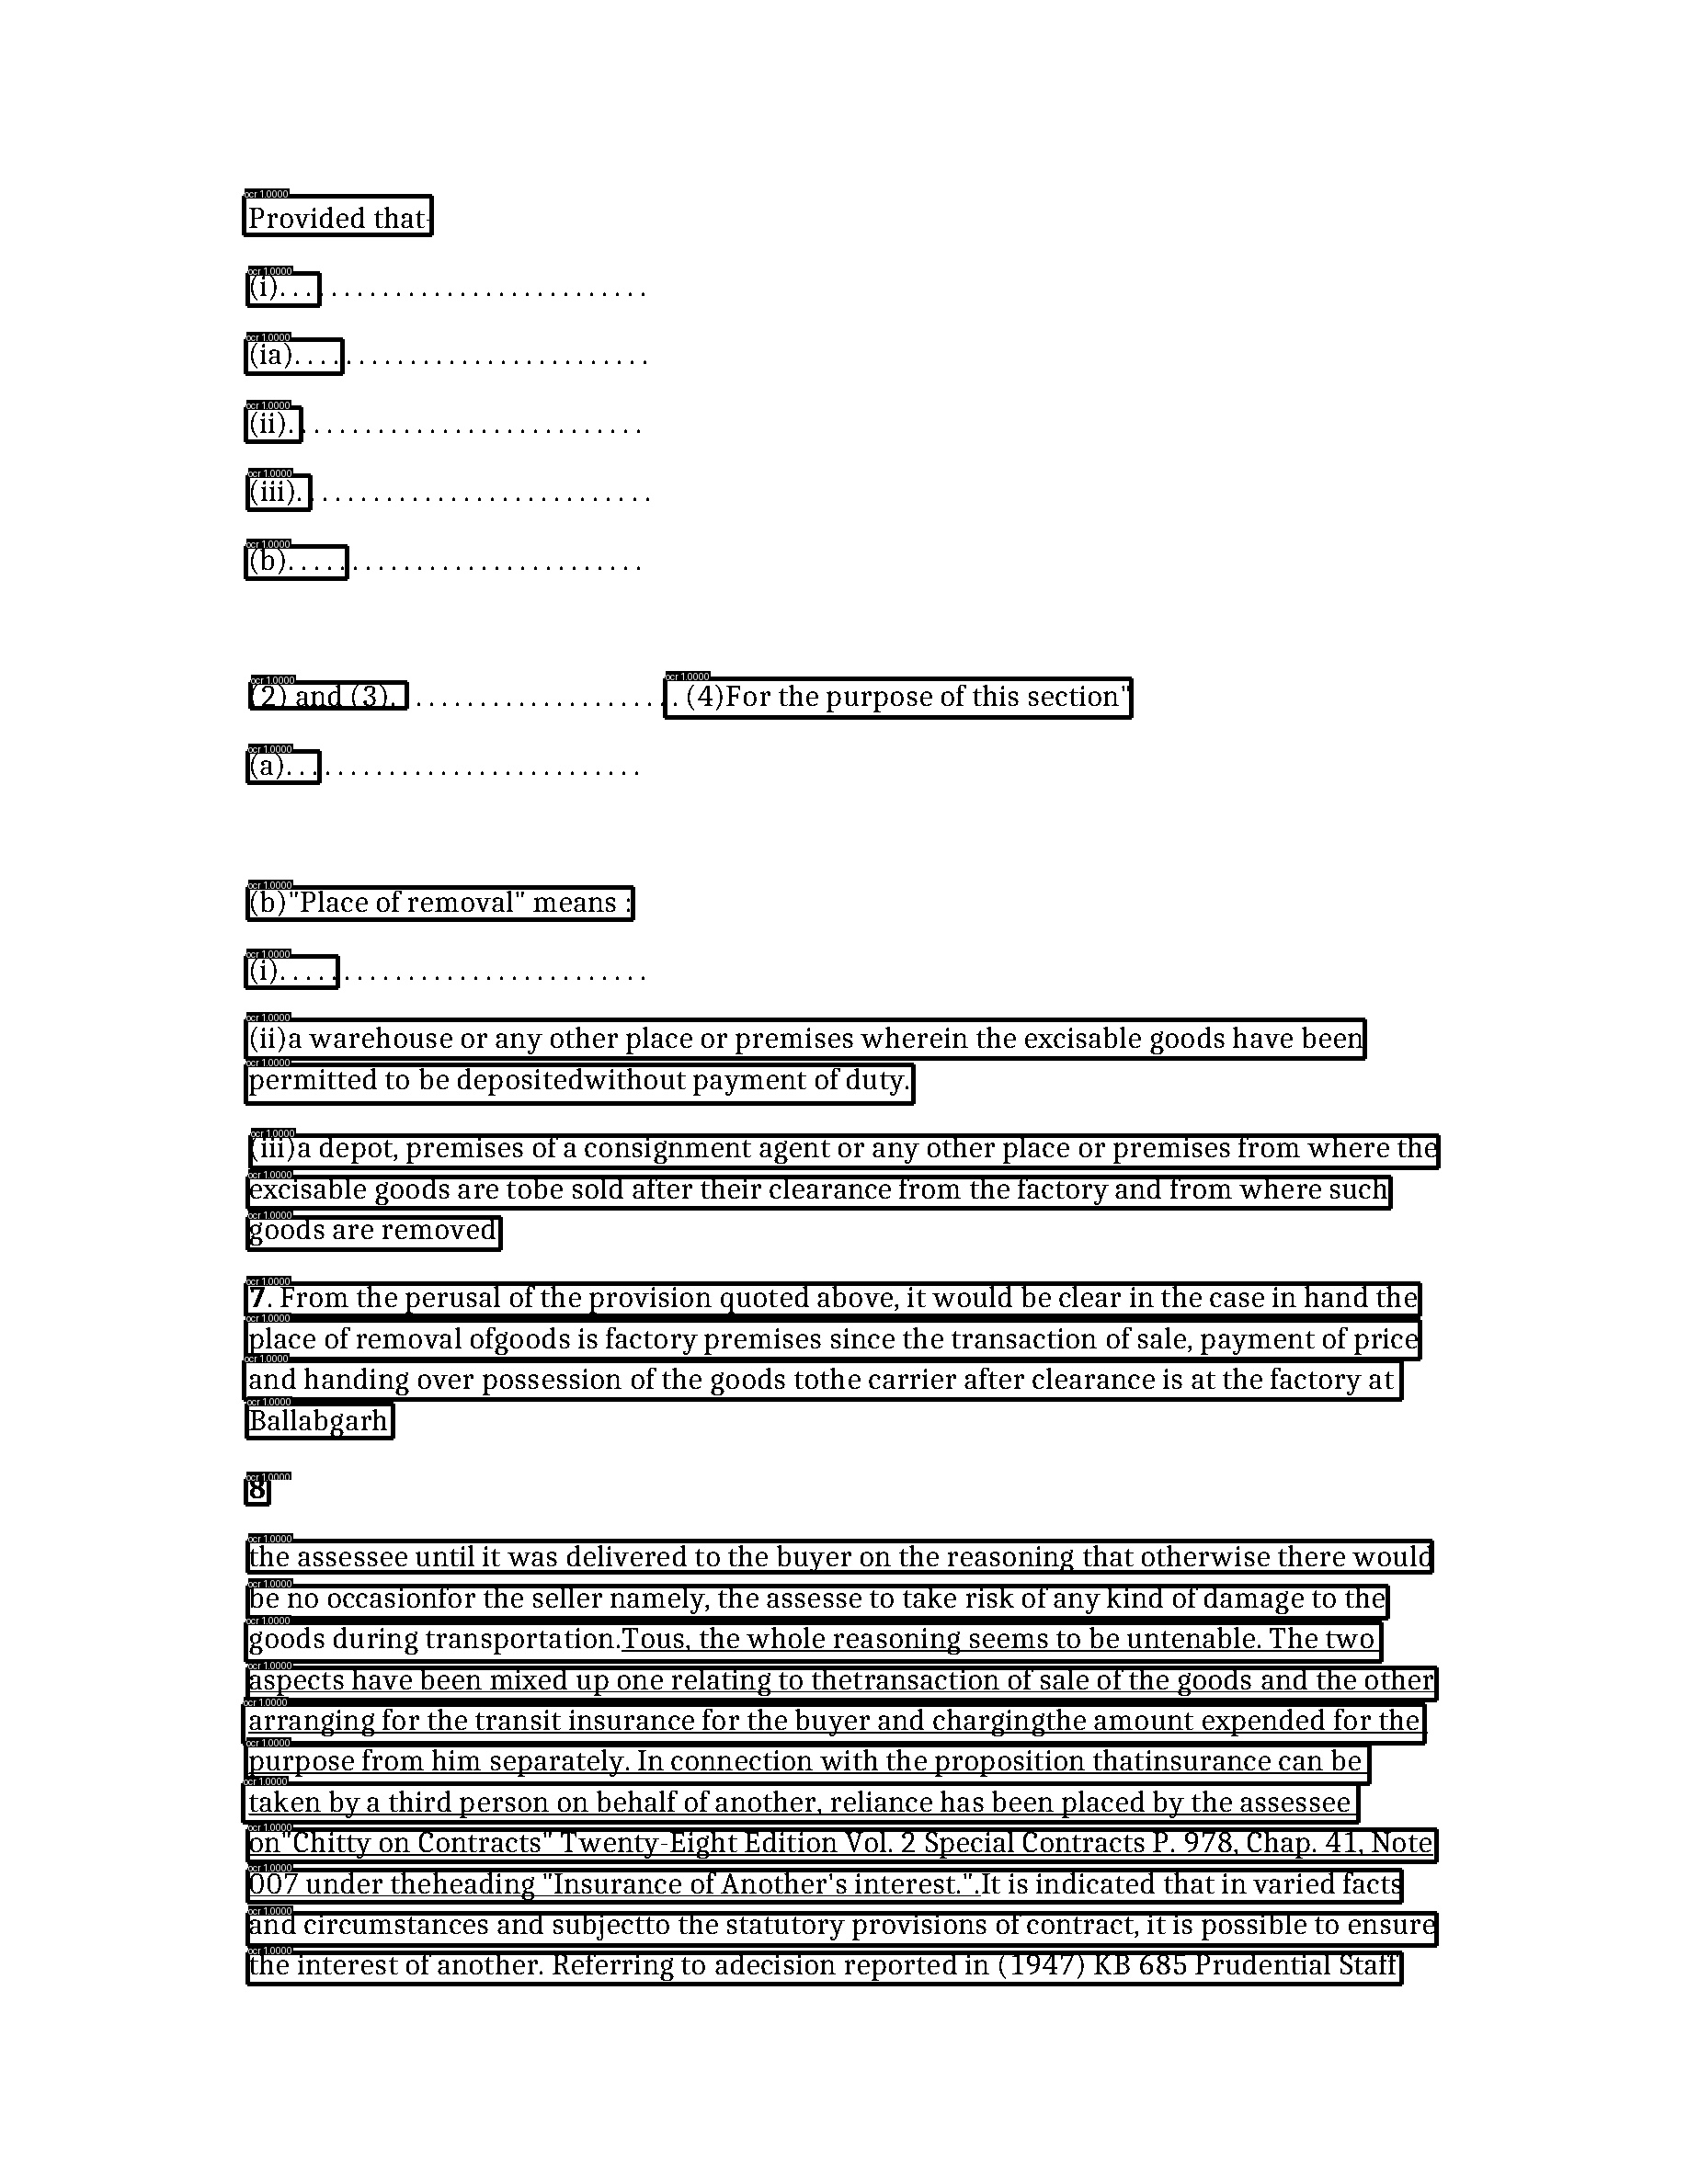 Provided that-
(i). . . . . . . . . . . . . . . . . . . . . . . . . . . . .
(ia). . . . . . . . . . . . . . . . . . . . . . . . . . . .
(ii). . . . . . . . . . . . . . . . . . . . . . . . . . . .
(iii). . . . . . . . . . . . . . . . . . . . . . . . . . . .
(b). . . . . . . . . . . . . . . . . . . . . . . . . . . .
(2) and (3). . . . . . . . . . . . . . . . . . . . . . . (4)For the purpose of this section"
(a). . . . . . . . . . . . . . . . . . . . . . . . . . . .
(b)"Place of removal" means :
(i). . . . . . . . . . . . . . . . . . . . . . . . . . . . .
(ii)a warehouse or any other place or premises wherein the excisable goods have been
permitted to be depositedwithout payment of duty.
(iii)a depot, premises of a consignment agent or any other place or premises from where the
excisable goods are tobe sold after their clearance from the factory and from where such
goods are removed
7. From the perusal of the provision quoted above, it would be clear in the case in hand the
place of removal ofgoods is factory premises since the transaction of sale, payment of price
and handing over possession of the goods tothe carrier after clearance is at the factory at
Ballabgarh
8
the assessee until it was delivered to the buyer on the reasoning that otherwise there would
be no occasionfor the seller namely, the assesse to take risk of any kind of damage to the
goods during transportation.Tous, the whole reasoning seems to be untenable. The two
aspects have been mixed up one relating to thetransaction of sale of the goods and the other
arranging for the transit insurance for the buyer and chargingthe amount expended for the
purpose from him separately. In connection with the proposition thatinsurance can be
taken by a third person on behalf of another, reliance has been placed by the assessee
on"Chitty on Contracts" Twenty-Eight Edition Vol. 2 Special Contracts P. 978, Chap. 41, Note
007 under theheading "Insurance of Another's interest.".It is indicated that in varied facts
and circumstances and subjectto the statutory provisions of contract, it is possible to ensure
the interest of another. Referring to adecision reported in (1947) KB 685 Prudential Staff